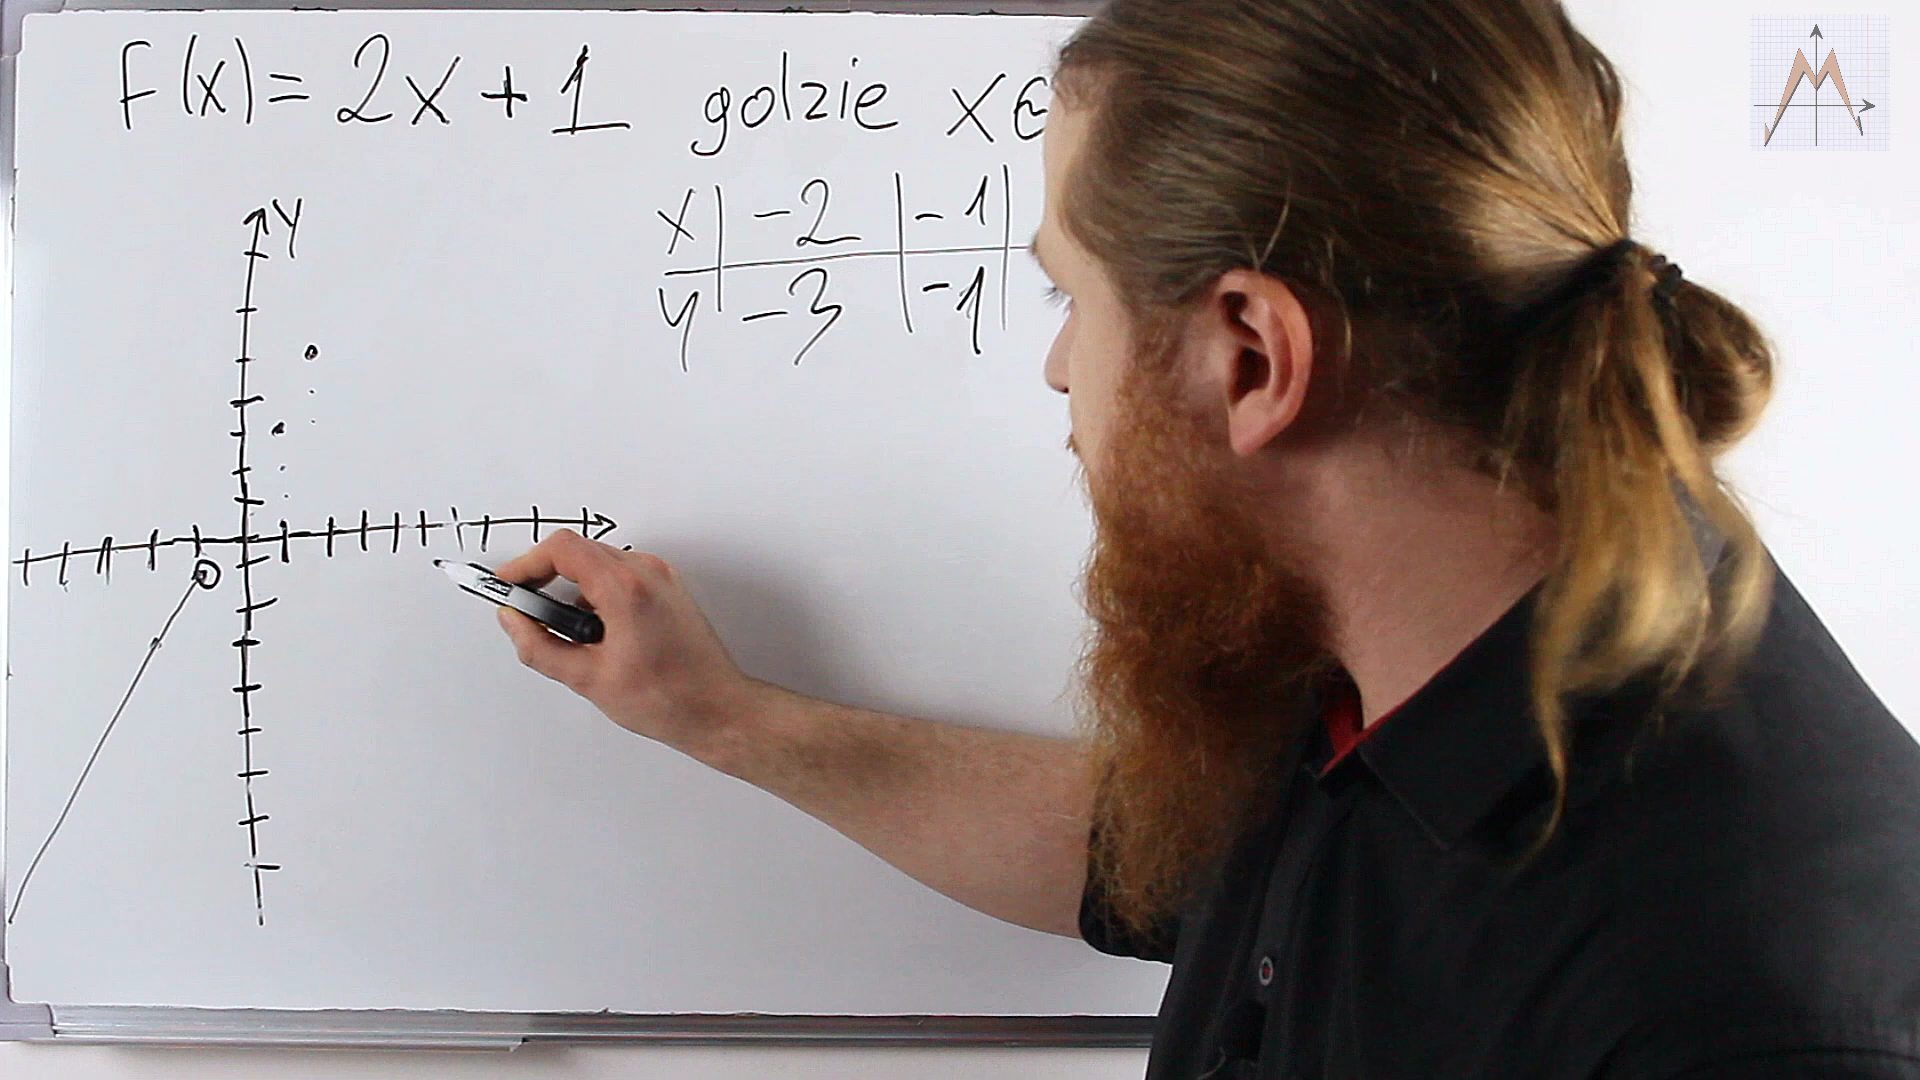 F(x) = 2x + 1 gdzie x ∈
x | -2 | -1 |
y | -3 | -1 |
Y